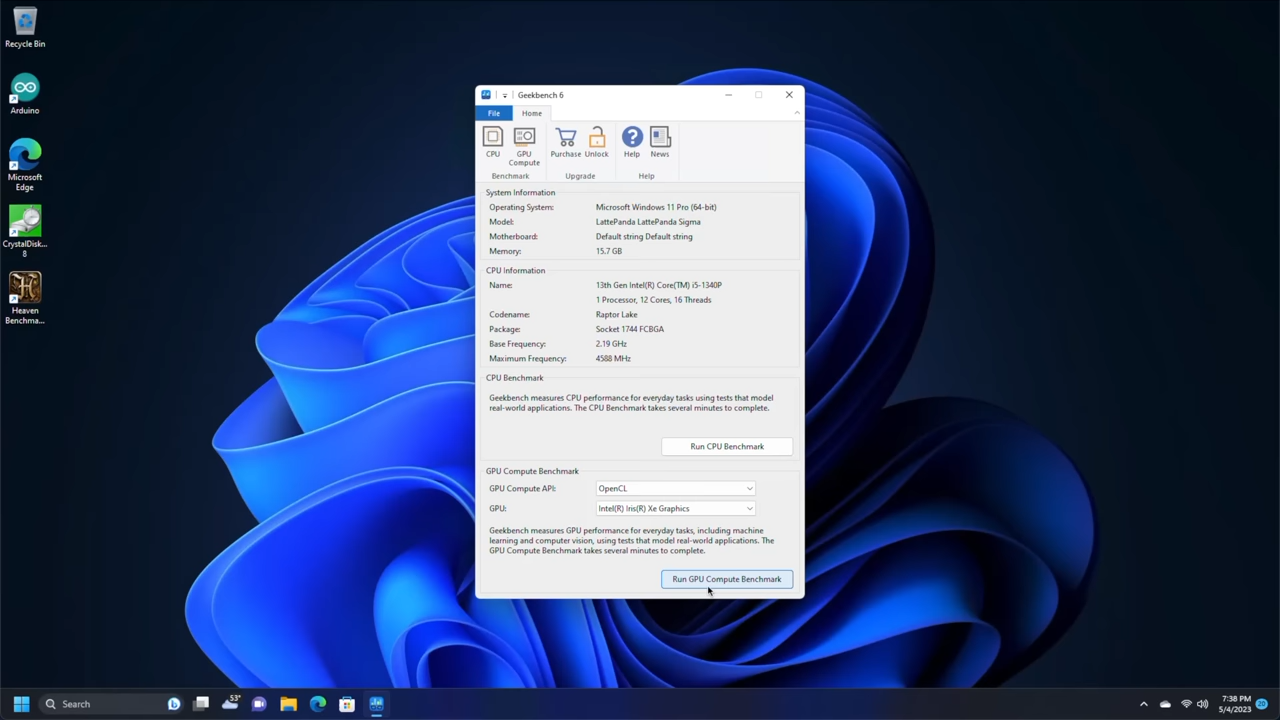 Recycle Bin
Arduino
Microsoft
Edge
CrystalDisk...
8
Heaven
Benchmar...
Geekbench 6
File
Home
CPU
GPU
Compute
Purchase
Unlock
Help
News
Benchmark
Upgrade
Help
System Information
Operating System: Microsoft Windows 11 Pro (64-bit)
Model: LattePanda LattePanda Sigma
Motherboard: Default string Default string
Memory: 15.7 GB
CPU Information
Name: 13th Gen Intel(R) Core(TM) i5-1340P
1 Processor, 12 Cores, 16 Threads
Codename: Raptor Lake
Package: Socket 1744 FCBGA
Base Frequency: 2.19 GHz
Maximum Frequency: 4588 MHz
CPU Benchmark
Geekbench measures CPU performance for everyday tasks using tests that model
real-world applications. The CPU Benchmark takes several minutes to complete.
Run CPU Benchmark
GPU Compute Benchmark
GPU Compute API: OpenCL
GPU: Intel(R) Iris(R) Xe Graphics
Geekbench measures GPU performance for everyday tasks, including machine
learning and computer vision, using tests that model real-world applications. The
GPU Compute Benchmark takes several minutes to complete.
Run GPU Compute Benchmark
Search
53°
7:38 PM
5/4/2023
20